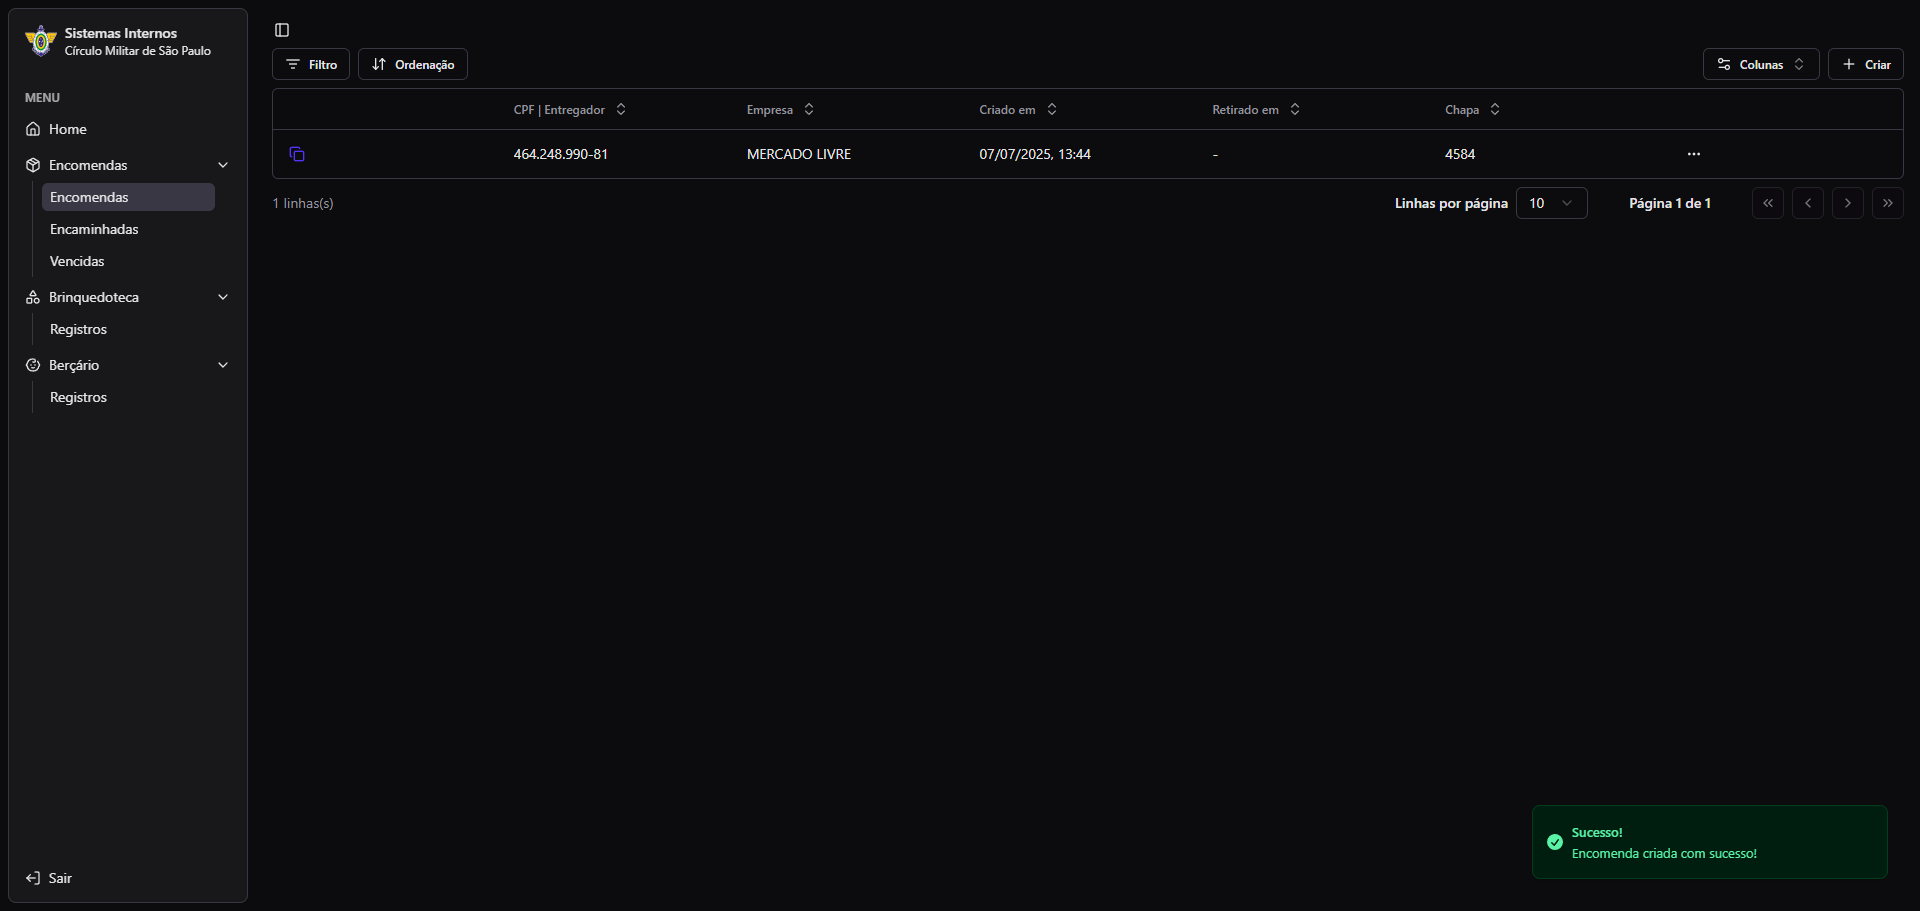 Sistemas Internos
Círculo Militar de São Paulo
MENU
Home
Encomendas
Encomendas
Encaminhadas
Vencidas
Brinquedoteca
Registros
Berçário
Registros
Sair
Filtro
Ordenação
Colunas
Criar
CPF | Entregador
Empresa
Criado em
Retirado em
Chapa
464.248.990-81
MERCADO LIVRE
07/07/2025, 13:44
-
4584
1 linhas(s)
Linhas por página
10
Página 1 de 1
Sucesso!
Encomenda criada com sucesso!